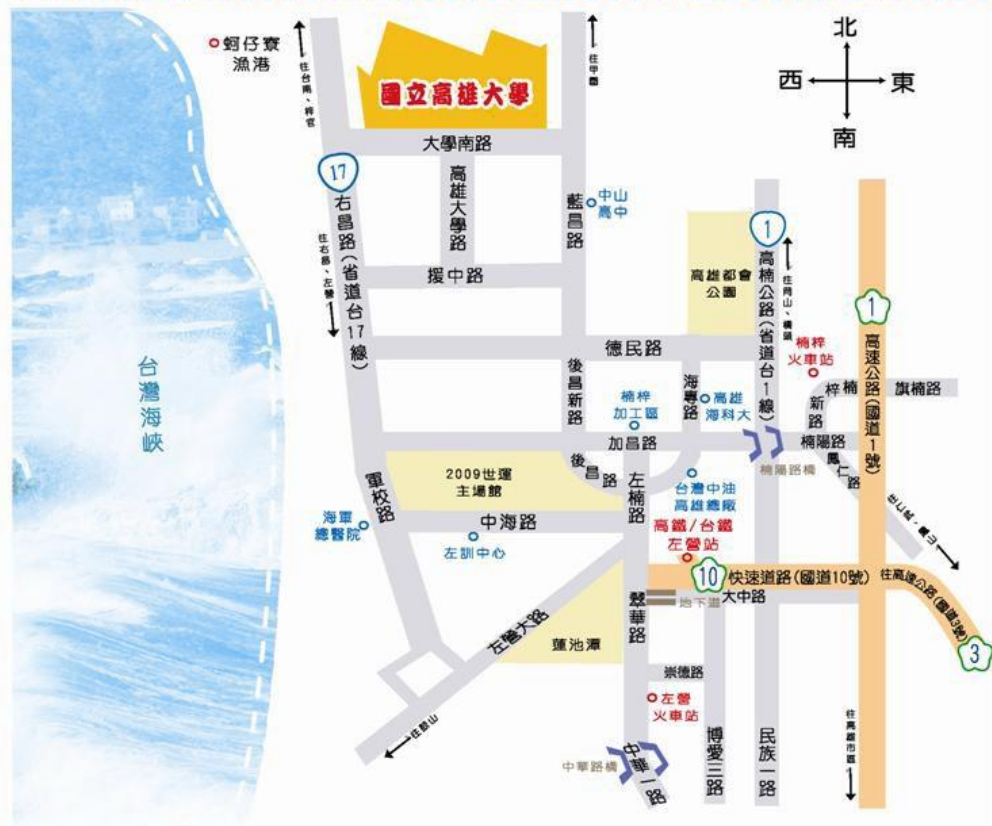 北
西 東
南
蚵仔寮
漁港
往台南、梓官
國立高雄大學
往甲圍
大學南路
17
右昌路(省道台17線)
往右昌、左營
高雄大學路
藍昌路
中山
高中
援中路
高雄都會
公園
1
高楠公路(省道台1線)
往岡山、橋頭
1
高速公路(國道1號)
台灣海峽
德民路
楠梓
火車站
後昌新路
楠梓
加工區
海專路
高雄
海科大
梓楠
新路
旗楠路
加昌路
楠陽路
楠陽路橋
鳳仁路
往仁武、鳳山
2009世運
主場館
後昌路
左楠路
台灣中油
高雄總廠
軍校路
海軍
總醫院
中海路
左訓中心
高鐵/台鐵
左營站
10
快速道路(國道10號)
往高速公路(國道3號)
3
大中路
地下道
翠華路
左營大路
蓮池潭
崇德路
左營
火車站
往鼓山
中華路橋
中華一路
博愛三路
民族一路
往高雄市區